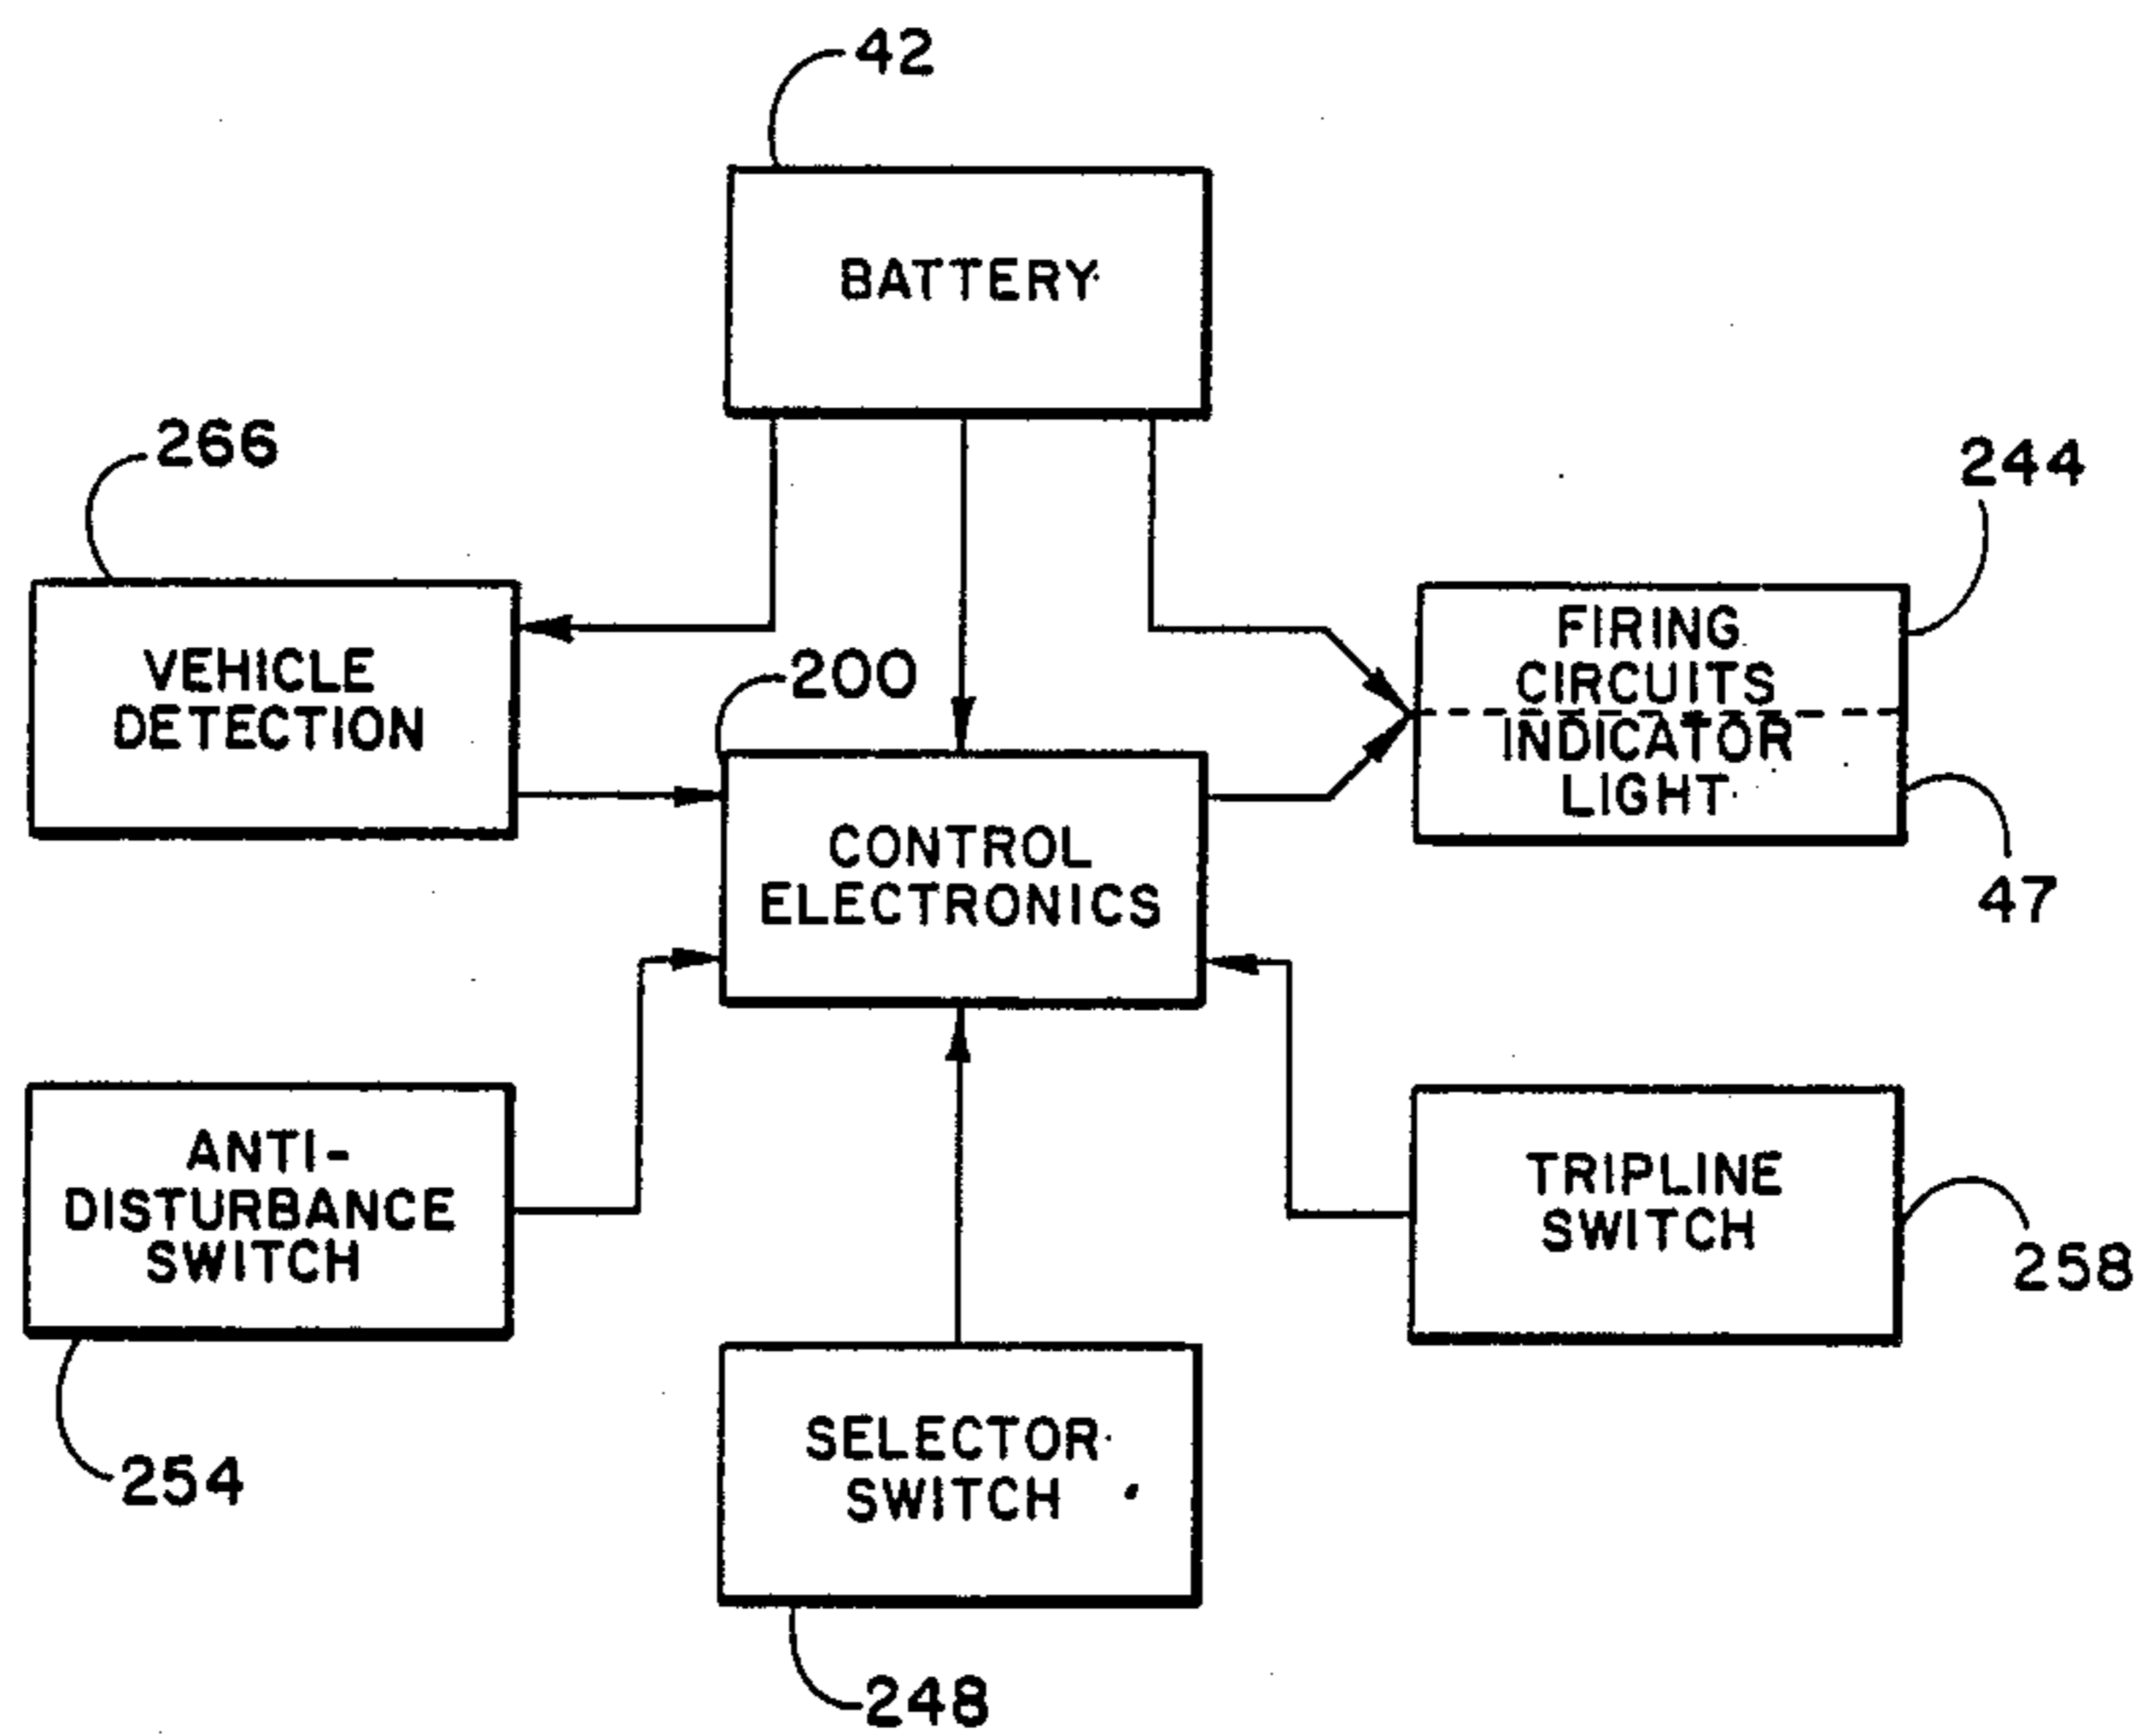 42
BATTERY
266
VEHICLE
DETECTION
200
244
FIRING
CIRCUITS
INDICATOR
LIGHT
47
CONTROL
ELECTRONICS
ANTI-
DISTURBANCE
SWITCH
254
TRIPLINE
SWITCH
258
SELECTOR
SWITCH
248